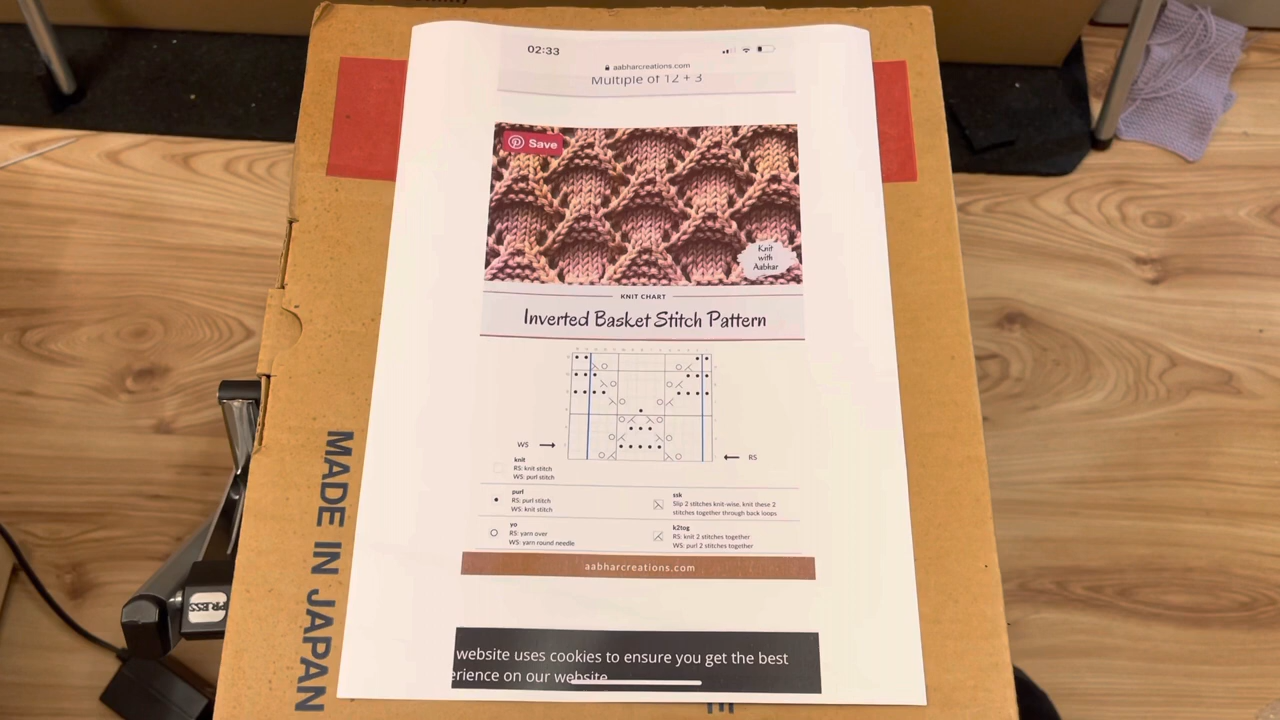 02:33
aabharcreations.com
Multiple of 12 + 3
Save
Knit
with
Aabhar
KNIT CHART
Inverted Basket Stitch Pattern
WS
RS
knit
RS: knit stitch
WS: purl stitch
purl
RS: purl stitch
WS: knit stitch
ssk
Slip 2 stitches knit-wise, knit these 2
stitches together through back loops
yo
RS: yarn over
WS: yarn round needle
k2tog
RS: knit 2 stitches together
WS: purl 2 stitches together
aabharcreations.com
website uses cookies to ensure you get the best
erience on our website
MADE IN JAPAN
PRESS